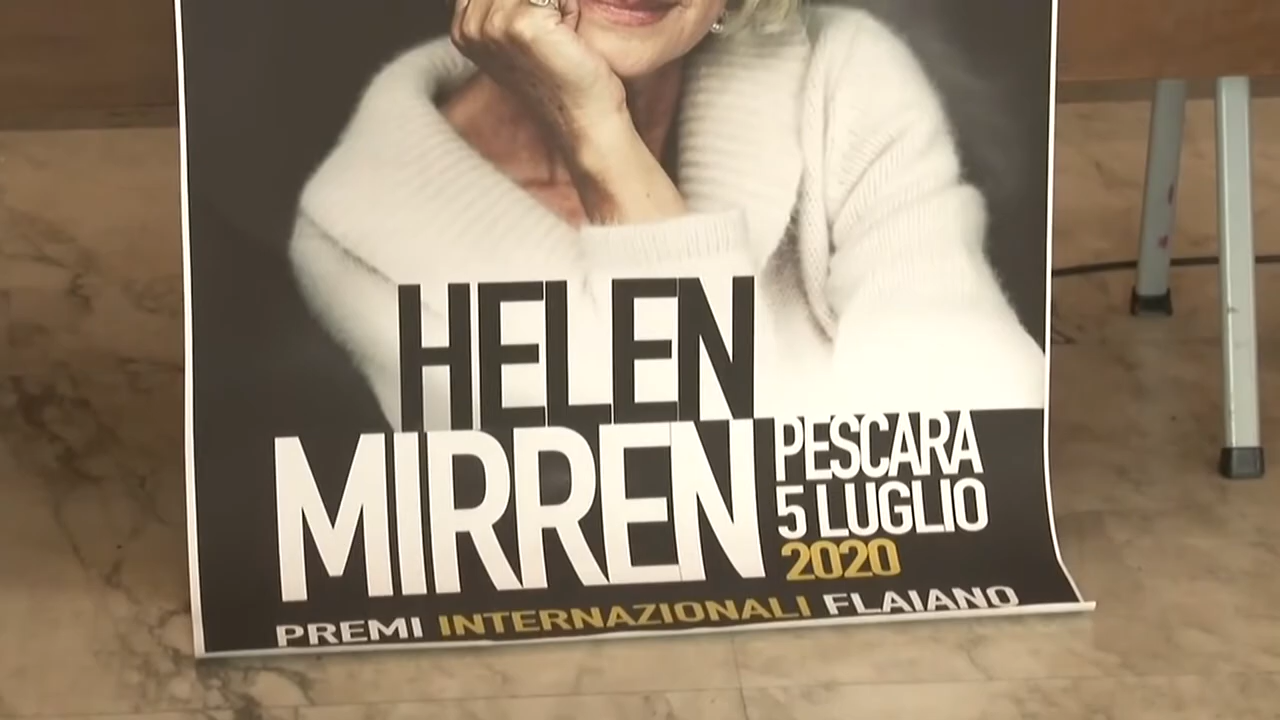 HELEN
MIRREN
PESCARA
5 LUGLIO
2020
PREMI INTERNAZIONALI FLAIANO